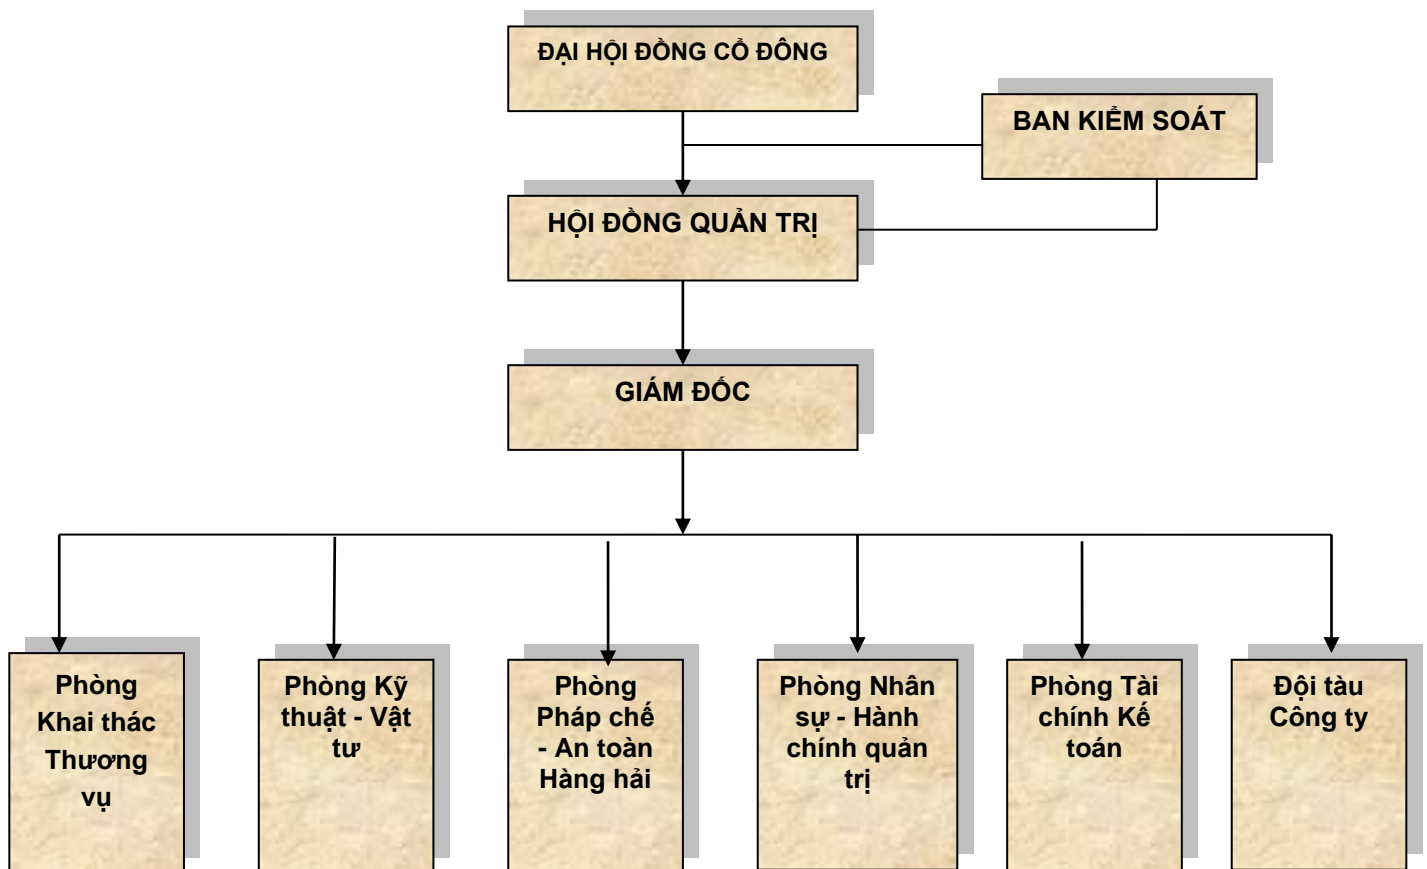 ĐẠI HỘI ĐỒNG CỔ ĐÔNG
BAN KIỂM SOÁT
HỘI ĐỒNG QUẢN TRỊ
GIÁM ĐỐC
Phòng
Khai thác
Thương
vụ
Phòng Kỹ
thuật - Vật
tư
Phòng
Pháp chế
- An toàn
Hàng hải
Phòng Nhân
sự - Hành
chính quản
trị
Phòng Tài
chính Kế
toán
Đội tàu
Công ty